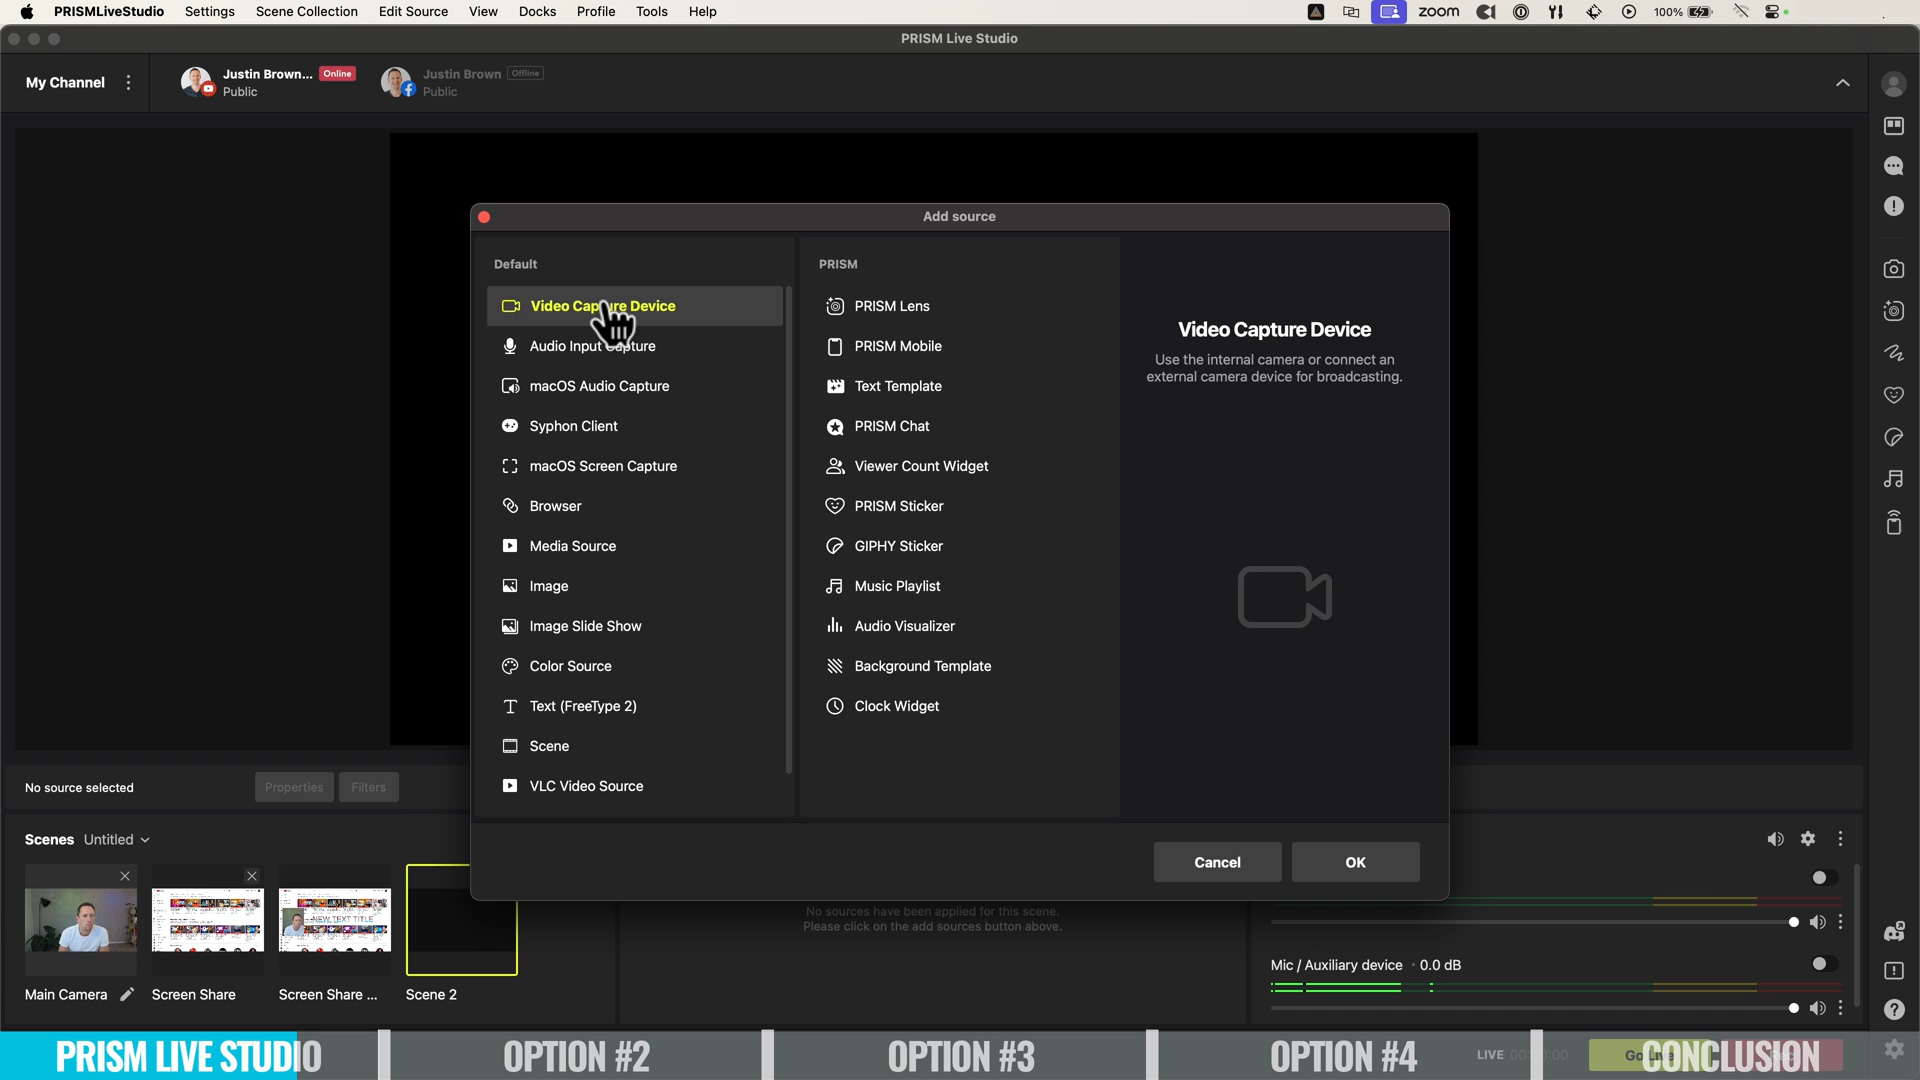 PRISMLiveStudio Settings Scene Collection Edit Source View Docks Profile Tools Help zoom 100%
PRISM Live Studio
My Channel
Justin Brown... Online
Public
Justin Brown Offline
Public
Add source
Default
Video Capture Device
Audio Input Capture
macOS Audio Capture
Syphon Client
macOS Screen Capture
Browser
Media Source
Image
Image Slide Show
Color Source
Text (FreeType 2)
Scene
VLC Video Source
PRISM
PRISM Lens
PRISM Mobile
Text Template
PRISM Chat
Viewer Count Widget
PRISM Sticker
GIPHY Sticker
Music Playlist
Audio Visualizer
Background Template
Clock Widget
Video Capture Device
Use the internal camera or connect an
external camera device for broadcasting.
Cancel OK
No source selected Properties Filters
Scenes Untitled
NEW TEXT TITLE
Main Camera Screen Share Screen Share ... Scene 2
No sources have been applied for this scene.
Please click on the add sources button above.
Mic / Auxiliary device 0.0 dB
LIVE
PRISM LIVE STUDIO OPTION #2 OPTION #3 OPTION #4 CONCLUSION